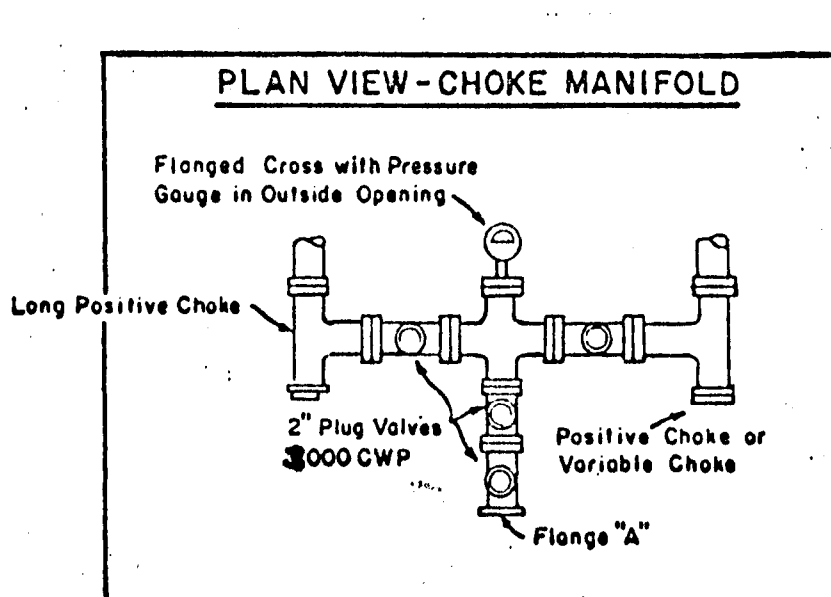 PLAN VIEW-CHOKE MANIFOLD
Flanged Cross with Pressure
Gauge in Outside Opening
Long Positive Choke
2" Plug Valves
3000 CWP
Positive Choke or
Variable Choke
Flange "A"